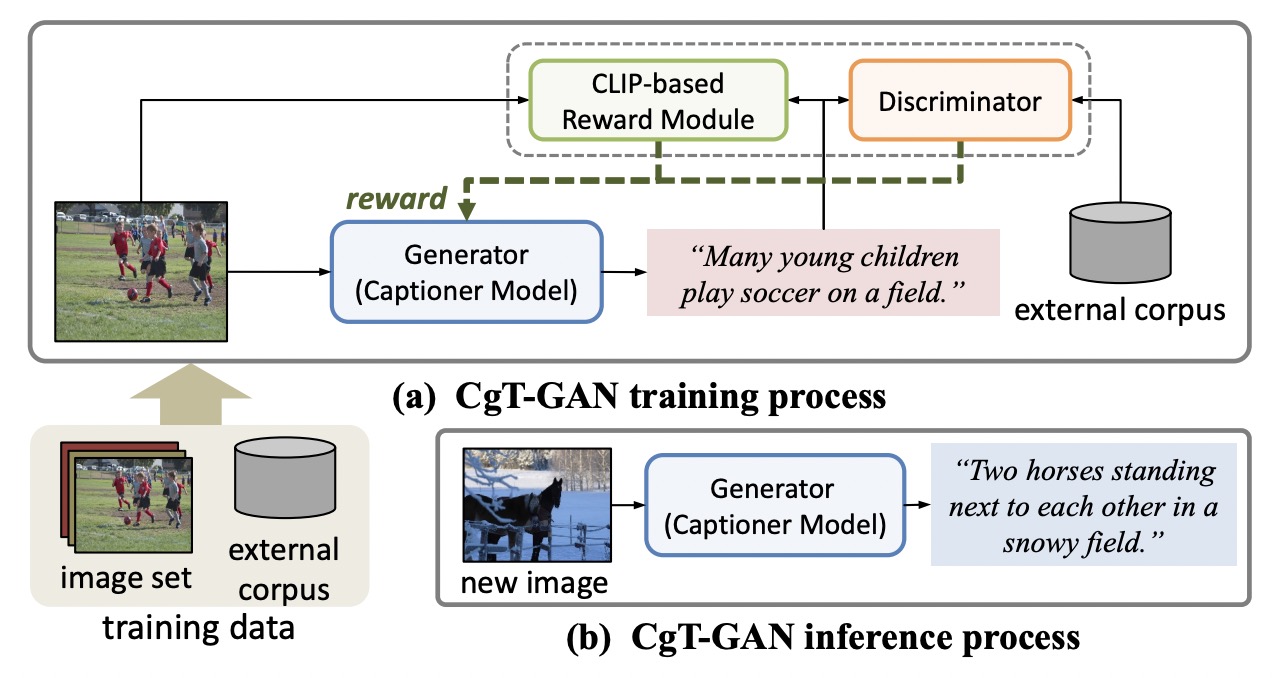 CLIP-based
Reward Module
Discriminator
reward
Generator
(Captioner Model)
“Many young children
play soccer on a field.”
external corpus
(a) CgT-GAN training process
image set
external
corpus
training data
new image
Generator
(Captioner Model)
“Two horses standing
next to each other in a
snowy field.”
(b) CgT-GAN inference process